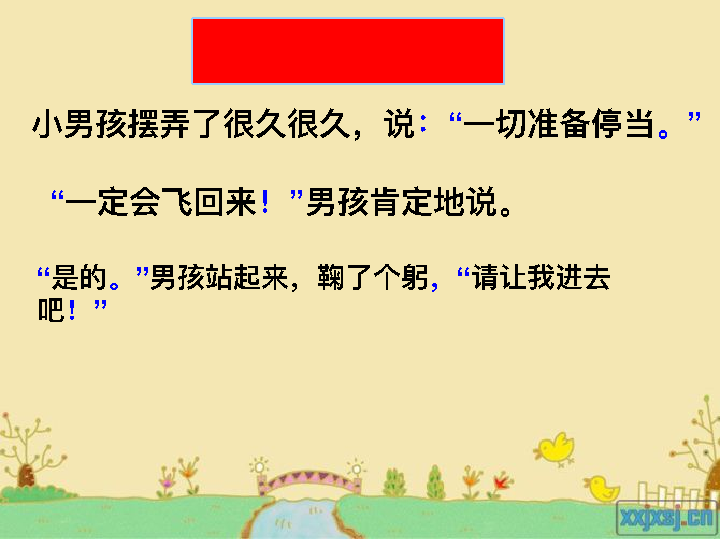 小男孩摆弄了很久很久，说：“一切准备停当。”
“一定会飞回来！”男孩肯定地说。
“是的。”男孩站起来，鞠了个躬，“请让我进去
吧！”
xxjxsj.cn